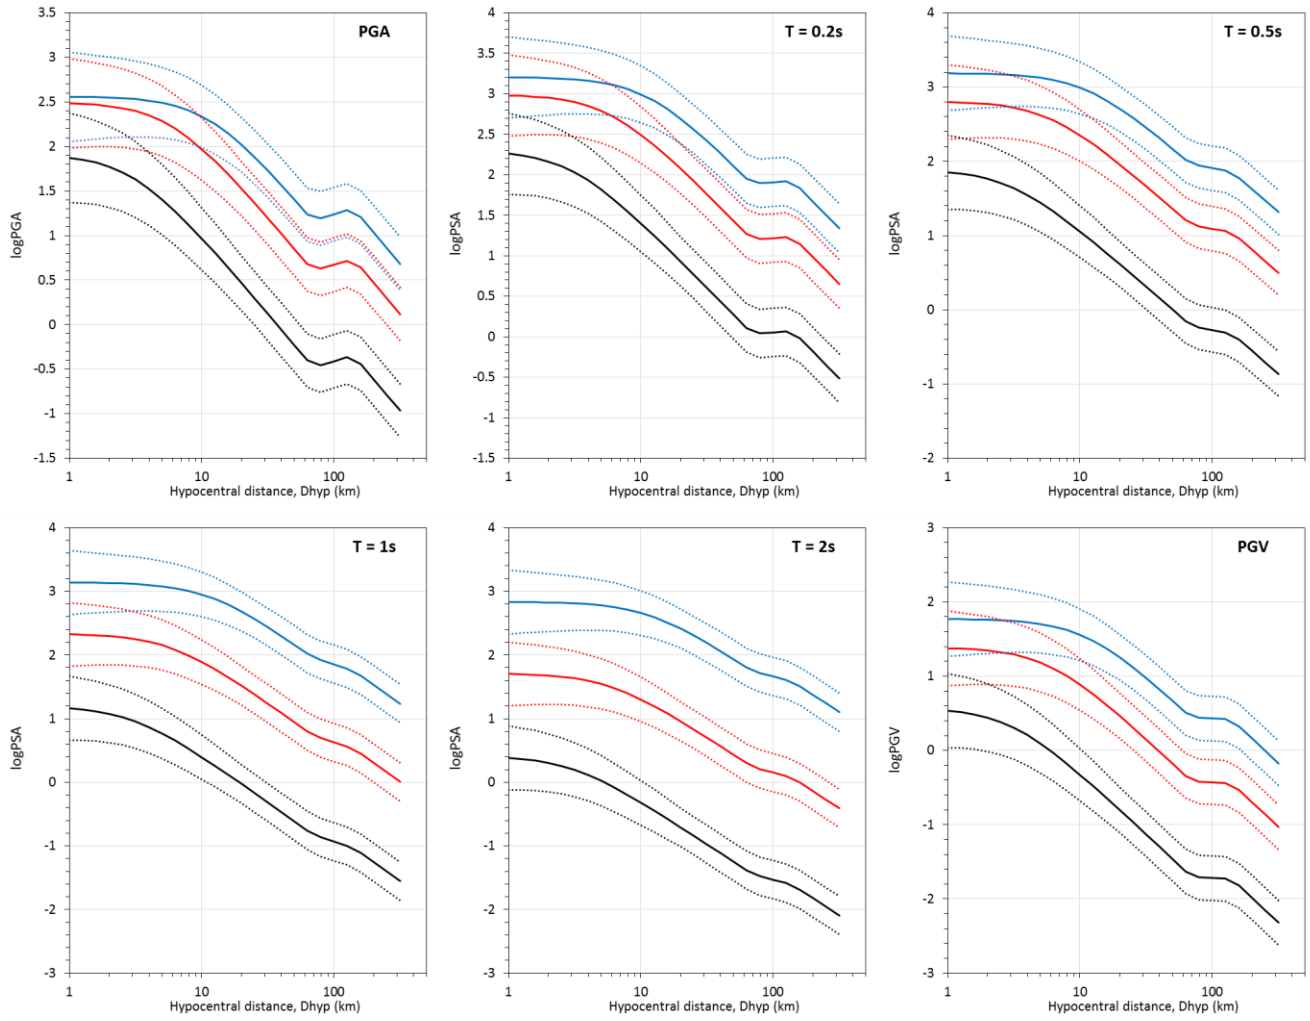 PGA
3.5
3
2.5
2
1.5
1
0.5
0
-0.5
-1
-1.5
logPGA
1 10 100
Hypocentral distance, Dhyp (km)
T = 0.2s
4
3.5
3
2.5
2
1.5
1
0.5
0
-0.5
-1
-1.5
logPSA
1 10 100
Hypocentral distance, Dhyp (km)
T = 0.5s
4
3
2
1
0
-1
-2
logPSA
1 10 100
Hypocentral distance, Dhyp (km)
T = 1s
4
3
2
1
0
-1
-2
-3
logPSA
1 10 100
Hypocentral distance, Dhyp (km)
T = 2s
4
3
2
1
0
-1
-2
-3
logPSA
1 10 100
Hypocentral distance, Dhyp (km)
PGV
3
2
1
0
-1
-2
-3
logPGV
1 10 100
Hypocentral distance, Dhyp (km)